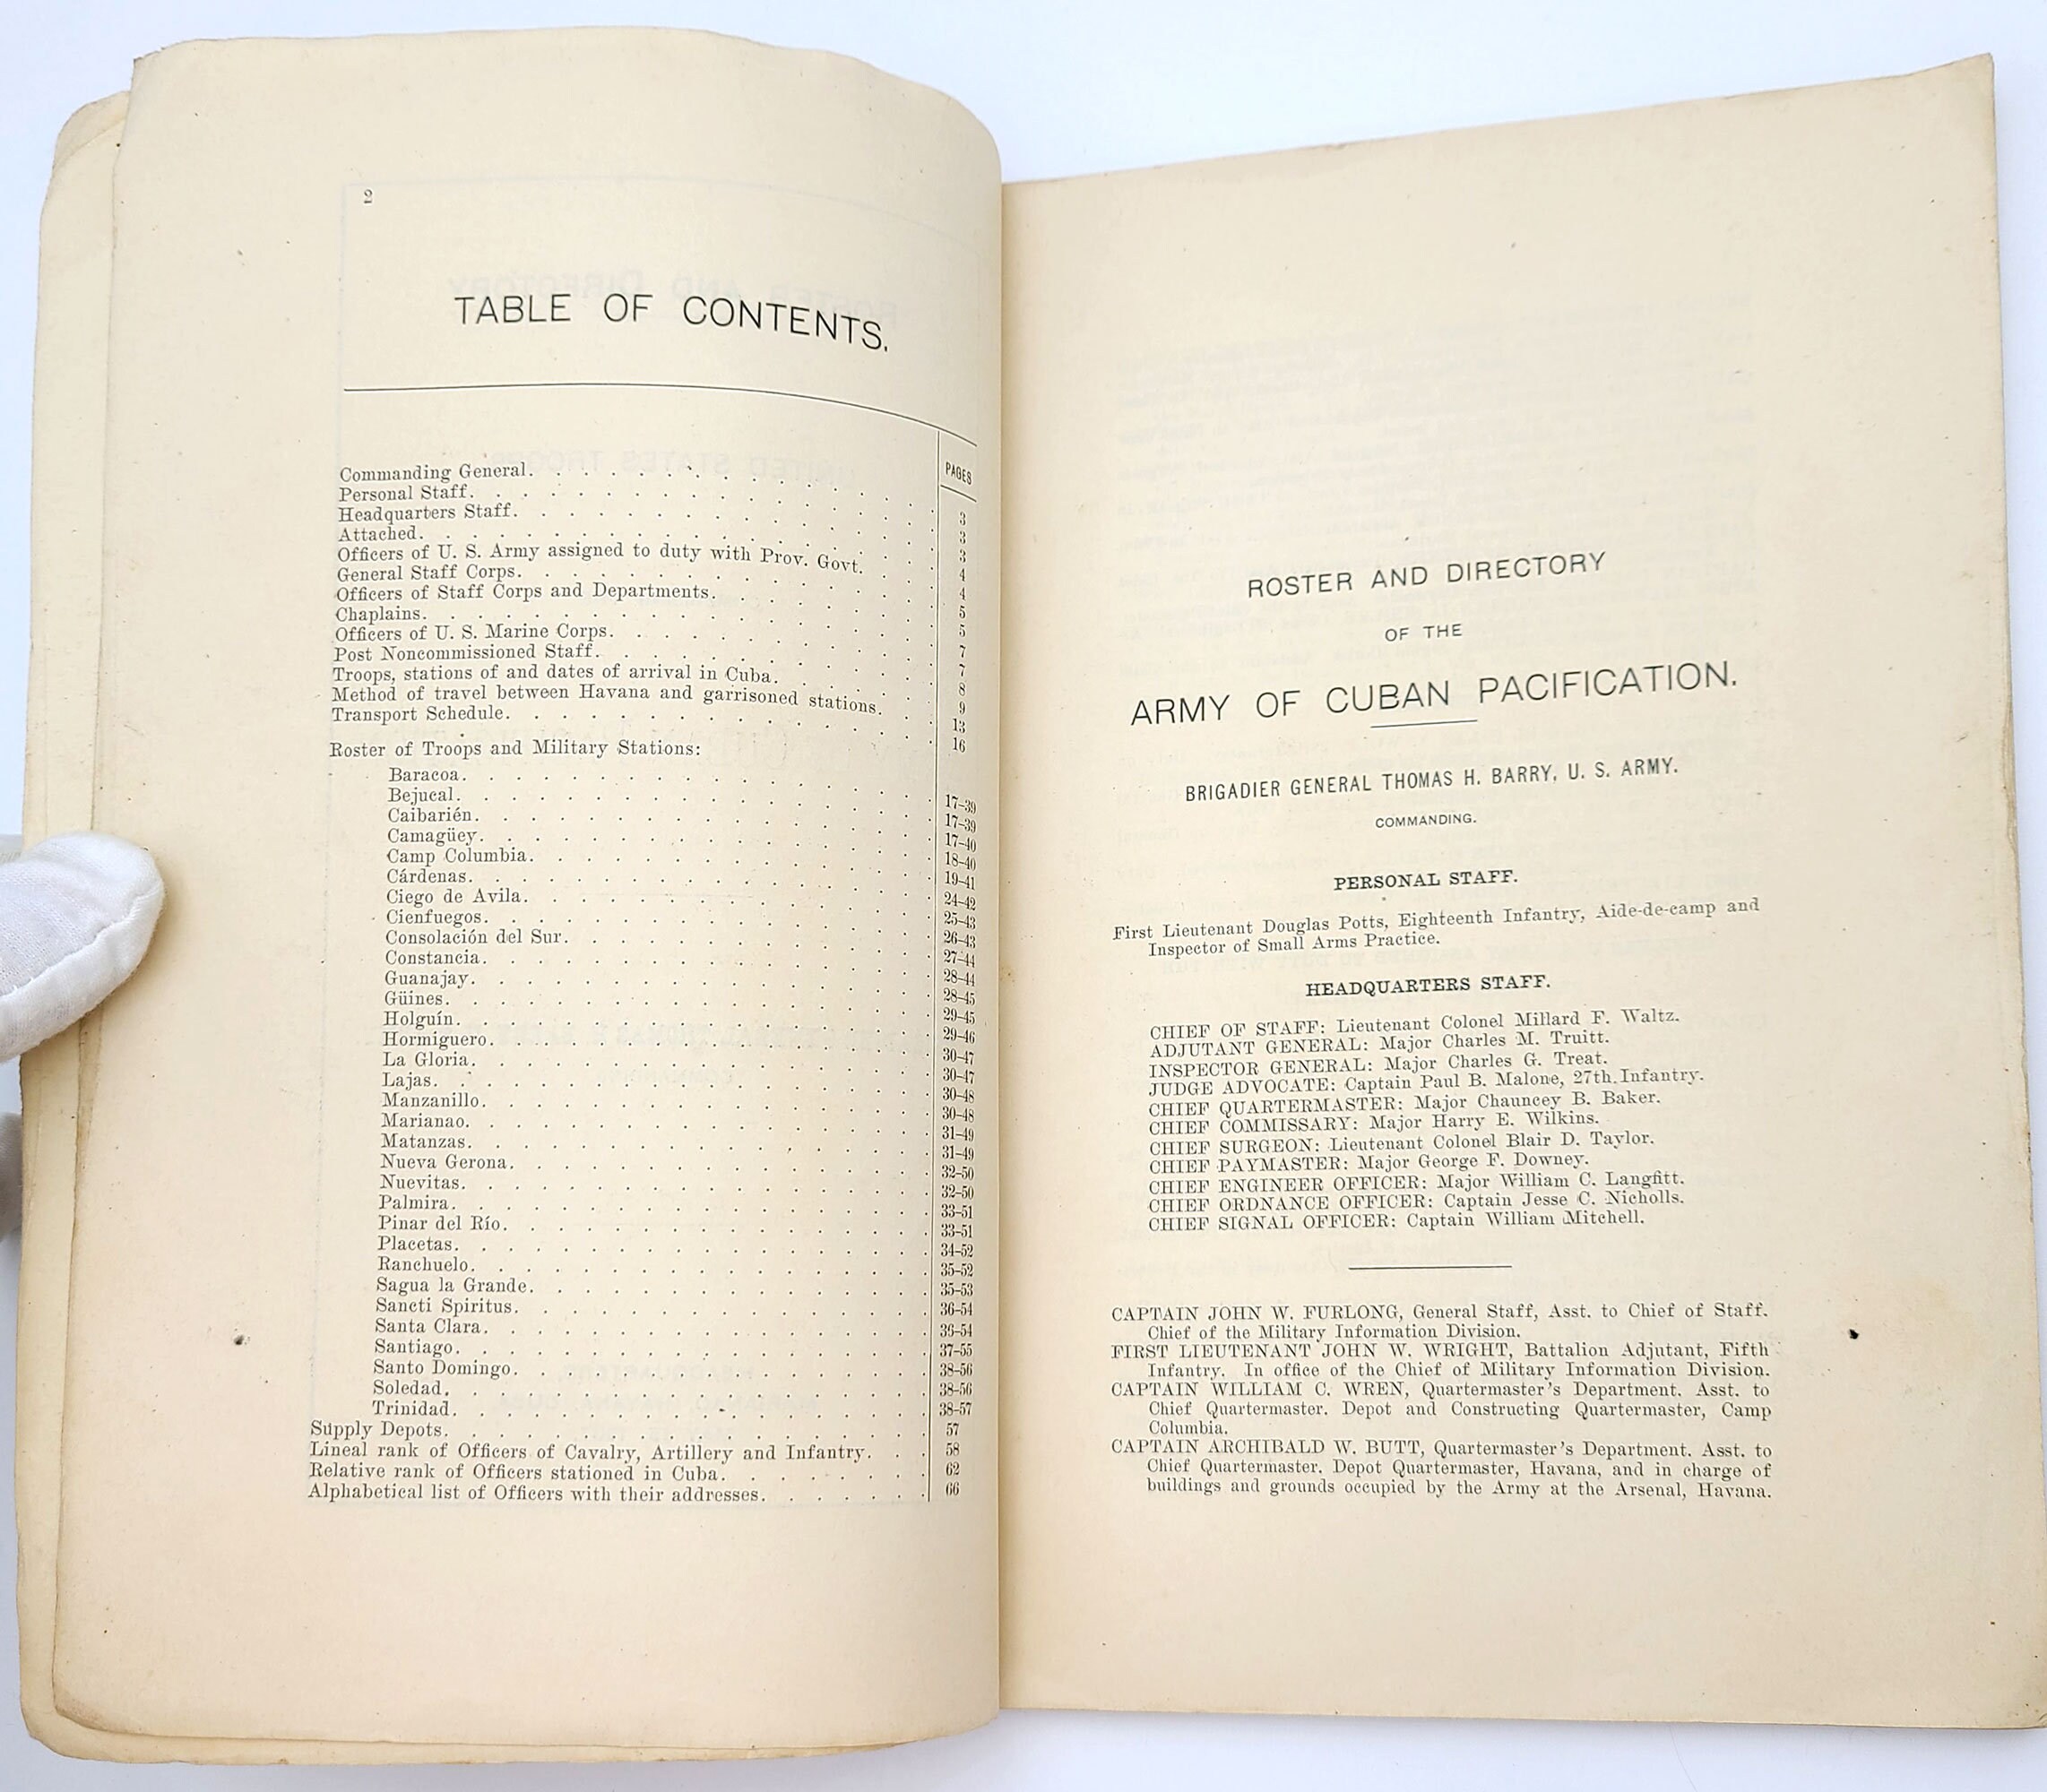 2
TABLE OF CONTENTS.
PAGES
Commanding General. 3
Personal Staff. 3
Headquarters Staff. 3
Attached. 4
Officers of U. S. Army assigned to duty with Prov. Govt. 4
General Staff Corps. 5
Officers of Staff Corps and Departments. 5
Chaplains. 7
Officers of U. S. Marine Corps. 7
Post Noncommissioned Staff. 8
Troops, stations of and dates of arrival in Cuba. 9
Method of travel between Havana and garrisoned stations. 13
Transport Schedule. 16
Roster of Troops and Military Stations:
Baracoa. 17-39
Bejucal. 17-39
Caibarién. 17-40
Camagüey. 18-40
Camp Columbia. 19-41
Cárdenas. 24-42
Ciego de Avila. 25-43
Cienfuegos. 26-43
Consolación del Sur. 27-44
Constancia. 28-44
Guanajay. 28-45
Güines. 29-45
Holguín. 29-46
Hormiguero. 30-47
La Gloria. 30-47
Lajas. 30-48
Manzanillo. 30-48
Marianao. 31-49
Matanzas. 31-49
Nueva Gerona. 32-50
Nuevitas. 32-50
Palmira. 33-51
Pinar del Río. 33-51
Placetas. 34-52
Ranchuelo. 35-52
Sagua la Grande. 35-53
Sancti Spiritus. 36-54
Santa Clara. 36-54
Santiago. 37-55
Santo Domingo. 38-56
Soledad. 38-56
Trinidad. 38-57
Supply Depots. 57
Lineal rank of Officers of Cavalry, Artillery and Infantry. 58
Relative rank of Officers stationed in Cuba. 62
Alphabetical list of Officers with their addresses. 66
ROSTER AND DIRECTORY
OF THE
ARMY OF CUBAN PACIFICATION.
BRIGADIER GENERAL THOMAS H. BARRY, U. S. ARMY.
COMMANDING.
PERSONAL STAFF.
First Lieutenant Douglas Potts, Eighteenth Infantry, Aide-de-camp and
Inspector of Small Arms Practice.
HEADQUARTERS STAFF.
CHIEF OF STAFF: Lieutenant Colonel Millard F. Waltz.
ADJUTANT GENERAL: Major Charles M. Truitt.
INSPECTOR GENERAL: Major Charles G. Treat.
JUDGE ADVOCATE: Captain Paul B. Malone, 27th Infantry.
CHIEF QUARTERMASTER: Major Chauncey B. Baker.
CHIEF COMMISSARY: Major Harry E. Wilkins.
CHIEF SURGEON: Lieutenant Colonel Blair D. Taylor.
CHIEF PAYMASTER: Major George F. Downey.
CHIEF ENGINEER OFFICER: Major William C. Langfitt.
CHIEF ORDNANCE OFFICER: Captain Jesse C. Nicholls.
CHIEF SIGNAL OFFICER: Captain William Mitchell.
CAPTAIN JOHN W. FURLONG, General Staff, Asst. to Chief of Staff.
Chief of the Military Information Division.
FIRST LIEUTENANT JOHN W. WRIGHT, Battalion Adjutant, Fifth
Infantry. In office of the Chief of Military Information Division.
CAPTAIN WILLIAM C. WREN, Quartermaster's Department. Asst. to
Chief Quartermaster. Depot and Constructing Quartermaster, Camp
Columbia.
CAPTAIN ARCHIBALD W. BUTT, Quartermaster's Department. Asst. to
Chief Quartermaster. Depot Quartermaster, Havana, and in charge of
buildings and grounds occupied by the Army at the Arsenal, Havana.